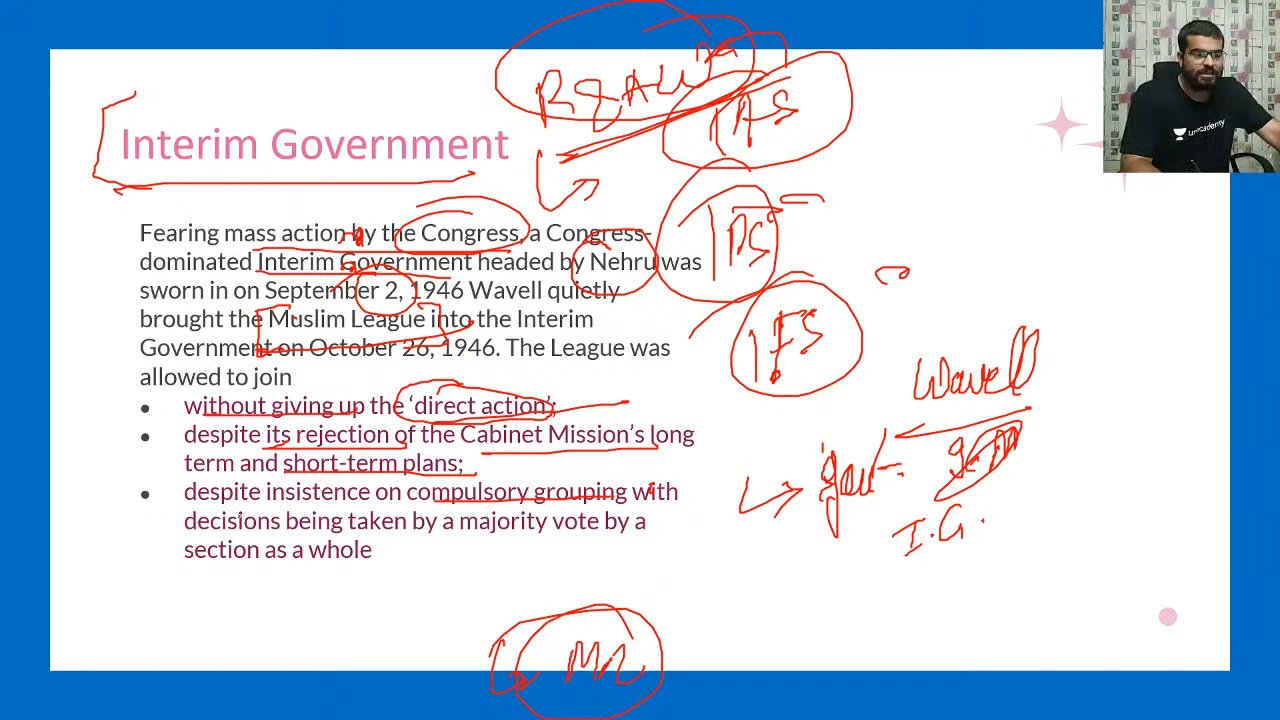 R&AW
IAS
unacademy
Interim Government
IPS
Fearing mass action by the Congress, a Congress-
dominated Interim Government headed by Nehru was
sworn in on September 2, 1946 Wavell quietly
brought the Muslim League into the Interim
Government on October 26, 1946. The League was
allowed to join
IFS
Wavell
● without giving up the ‘direct action’;
● despite its rejection of the Cabinet Mission’s long
term and short-term plans;
● despite insistence on compulsory grouping with
decisions being taken by a majority vote by a
section as a whole
govt
I.G.